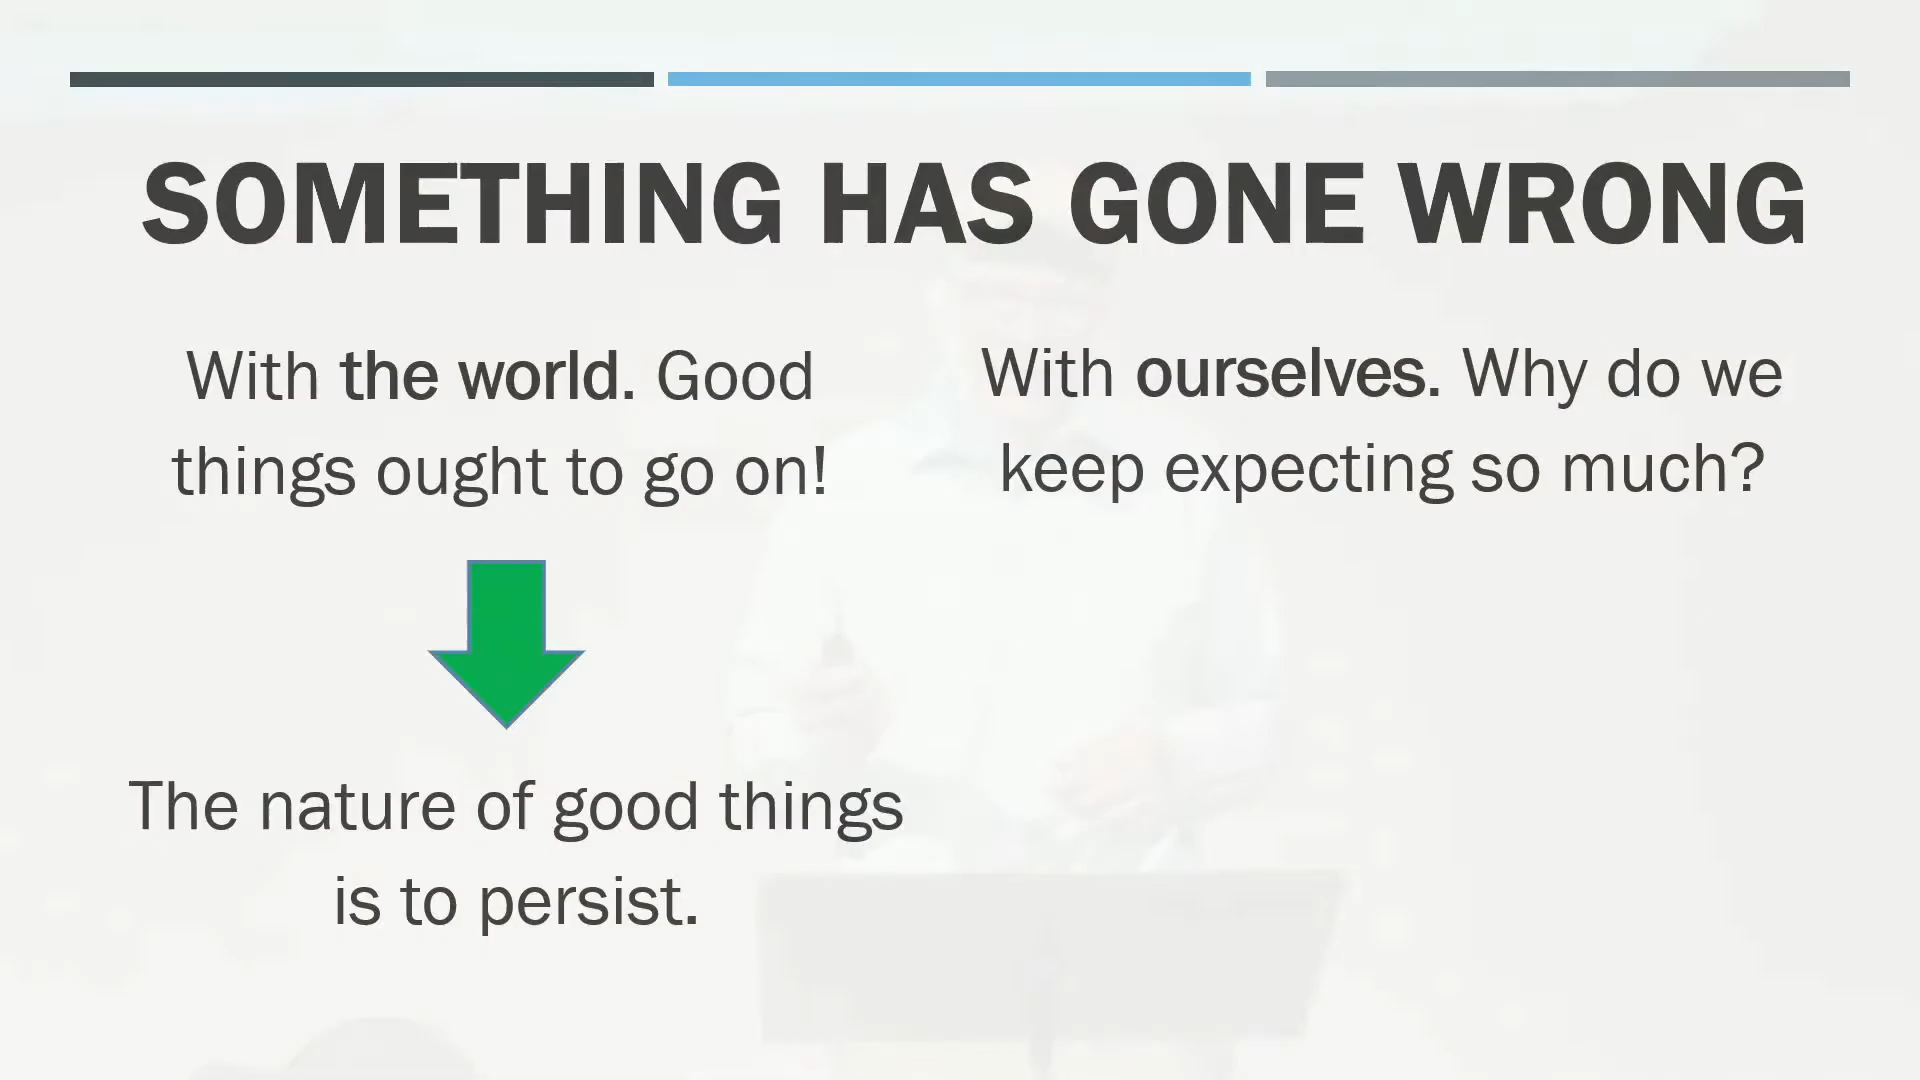 SOMETHING HAS GONE WRONG
With the world. Good
things ought to go on!
With ourselves. Why do we
keep expecting so much?
The nature of good things
is to persist.